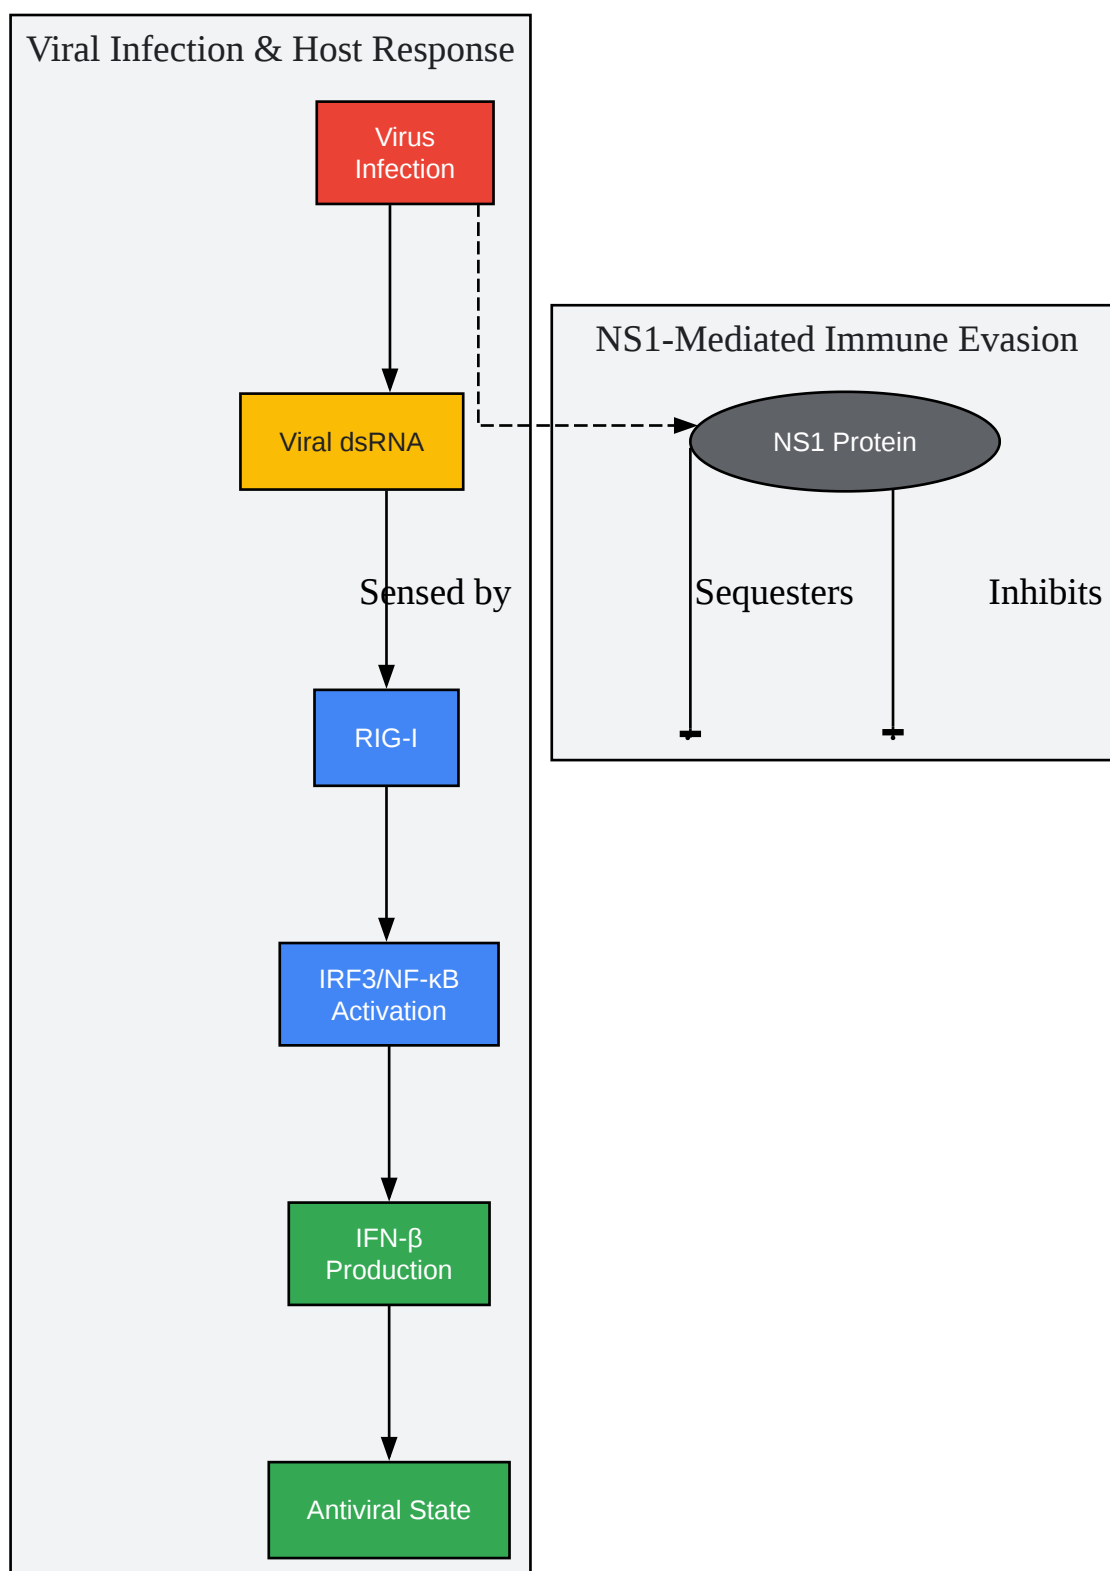 Viral Infection & Host Response
Virus
Infection
NS1-Mediated Immune Evasion
Viral dsRNA
NS1 Protein
Sensed by
Sequesters
Inhibits
RIG-I
IRF3/NF-κB
Activation
IFN-β
Production
Antiviral State